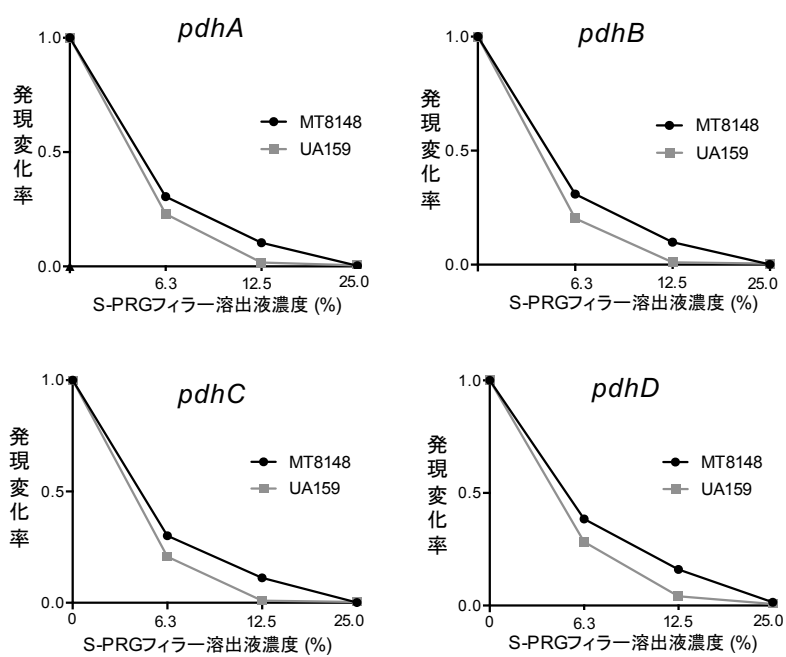 pdhA
1.0
0.5
0.0
発現変化率
MT8148
UA159
6.3 12.5 25.0
S-PRGフィラー溶出液濃度 (%)
pdhB
1.0
0.5
0.0
発現変化率
MT8148
UA159
6.3 12.5 25.0
S-PRGフィラー溶出液濃度 (%)
pdhC
1.0
0.5
0.0
発現変化率
MT8148
UA159
0 6.3 12.5 25.0
S-PRGフィラー溶出液濃度 (%)
pdhD
1.0
0.5
0.0
発現変化率
MT8148
UA159
0 6.3 12.5 25.0
S-PRGフィラー溶出液濃度 (%)